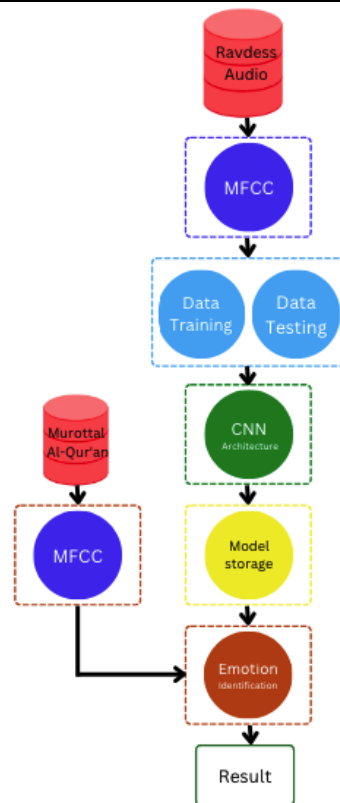 Ravdess
Audio
MFCC
Data
Training
Data
Testing
CNN
Architecture
Murottal
Al-Qur'an
MFCC
Model
storage
Emotion
Identification
Result